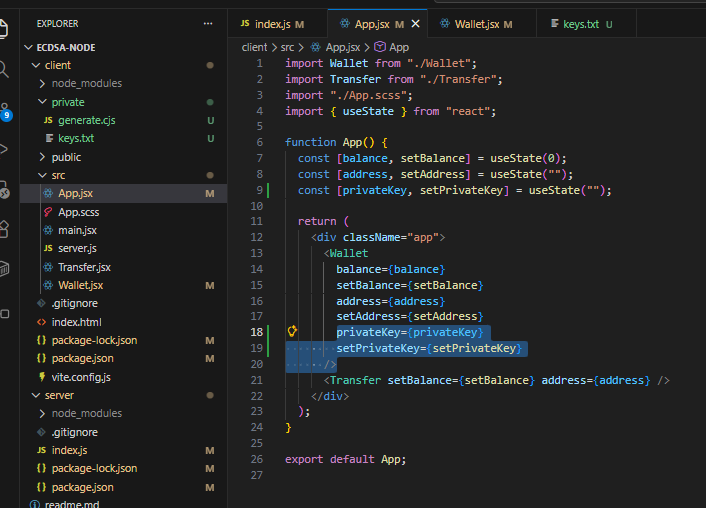 EXPLORER
ECDSA-NODE
client
node_modules
private
JS generate.cjs U
keys.txt U
public
src
App.jsx M
App.scss
main.jsx
JS server.js
Transfer.jsx
Wallet.jsx M
.gitignore
<> index.html
{} package-lock.json M
{} package.json M
vite.config.js
server
node_modules
.gitignore
JS index.js M
{} package-lock.json M
{} package.json M
readme.md
9
JS index.js M
App.jsx M
Wallet.jsx M
keys.txt U
client > src > App.jsx > App
1 import Wallet from "./Wallet";
2 import Transfer from "./Transfer";
3 import "./App.scss";
4 import { useState } from "react";
5
6 function App() {
7 const [balance, setBalance] = useState(0);
8 const [address, setAddress] = useState("");
9 const [privateKey, setPrivateKey] = useState("");
10
11 return (
12 <div className="app">
13 <Wallet
14 balance={balance}
15 setBalance={setBalance}
16 address={address}
17 setAddress={setAddress}
18 privateKey={privateKey}
19 setPrivateKey={setPrivateKey}
20 />
21 <Transfer setBalance={setBalance} address={address} />
22 </div>
23 );
24 }
25
26 export default App;
27